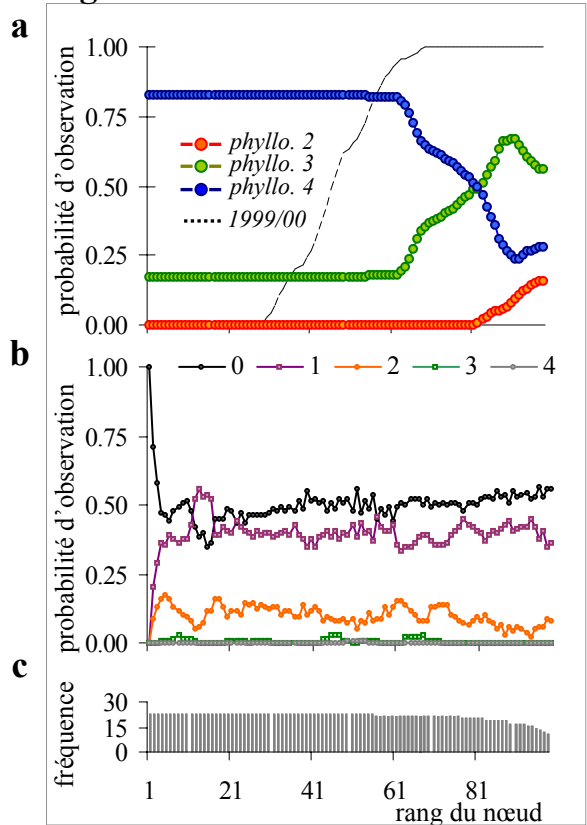 a
probabilité d'observation
1.00
0.75
0.50
0.25
0.00
phyllo. 2
phyllo. 3
phyllo. 4
1999/00
b
probabilité d'observation
0 1 2 3 4
1.00
0.75
0.50
0.25
0.00
c
fréquence
30
15
0
1 21 41 61 81
rang du nœud